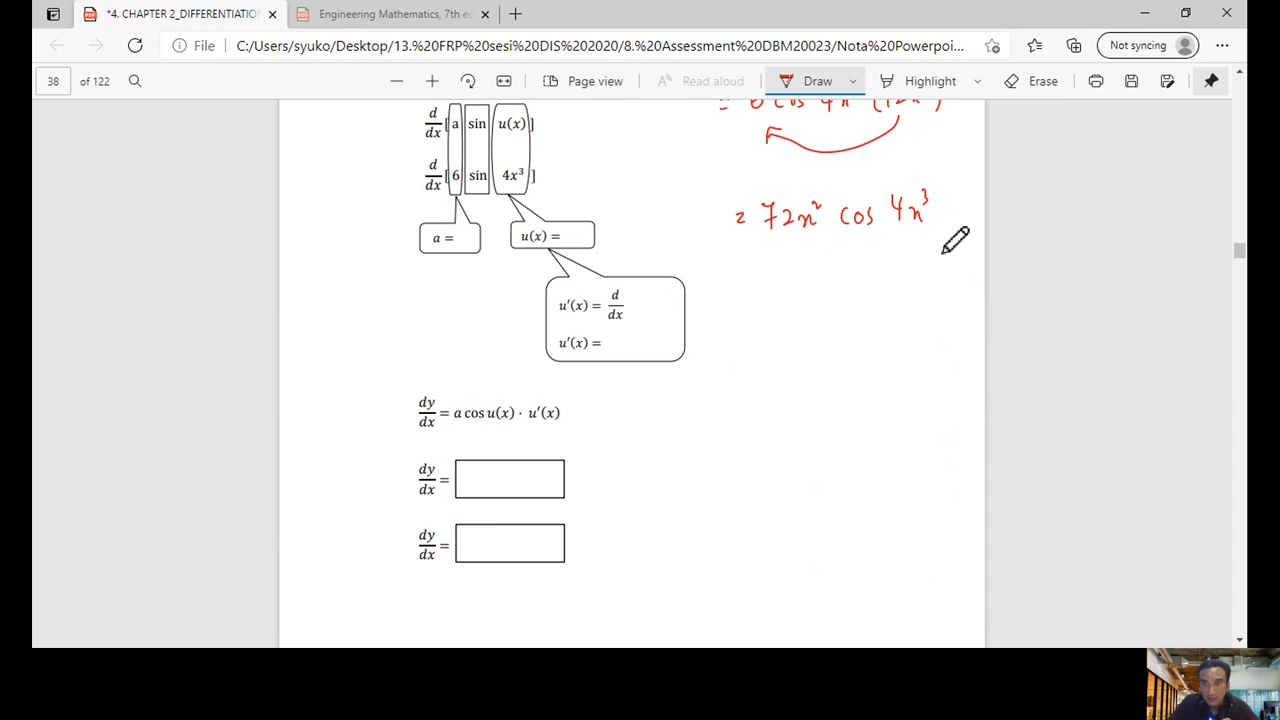 *4. CHAPTER 2_DIFFERENTIATIO
Engineering Mathematics, 7th e
File
C:/Users/syuko/Desktop/13.%20FRP%20sesi%20DIS%202020/8.%20Assessment%20DBM20023/Nota%20Powerpoi...
Not syncing
38 of 122
Page view
Read aloud
Draw
Highlight
Erase
d/dx [ a sin u(x) ]
d/dx [ 6 sin 4x³ ]
a =
u(x) =
u′(x) = d/dx
u′(x) =
= 72x² cos 4x³
dy/dx = a cos u(x) · u′(x)
dy/dx =
dy/dx =